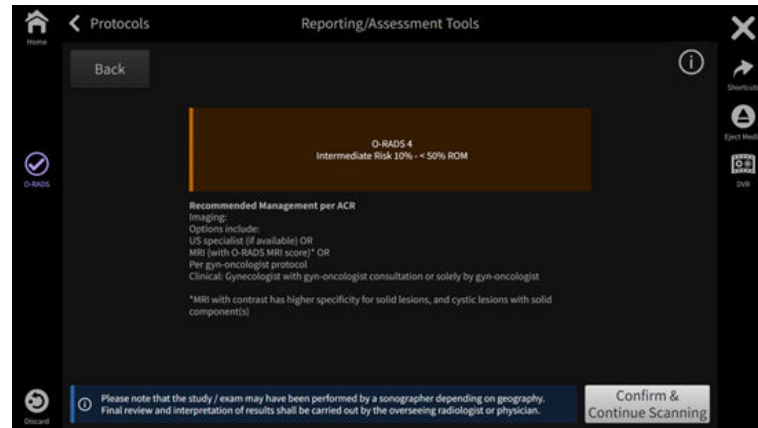 Home
Protocols
Reporting/Assessment Tools
Back
Shortcuts
Eject Media
DVR
O-RADS
O-RADS 4
Intermediate Risk 10% - < 50% ROM
Recommended Management per ACR
Imaging:
Options include:
US specialist (if available) OR
MRI (with O-RADS MRI score)* OR
Per gyn-oncologist protocol
Clinical: Gynecologist with gyn-oncologist consultation or solely by gyn-oncologist
*MRI with contrast has higher specificity for solid lesions, and cystic lesions with solid
component(s)
Discard
Please note that the study / exam may have been performed by a sonographer depending on geography.
Final review and interpretation of results shall be carried out by the overseeing radiologist or physician.
Confirm &
Continue Scanning